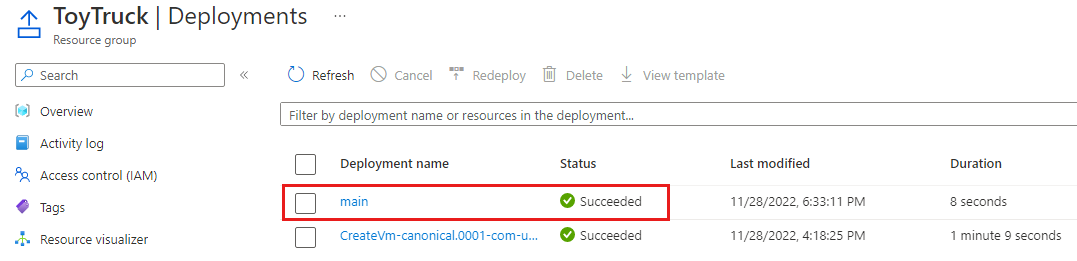 ToyTruck | Deployments ...
Resource group
Search «
Refresh Cancel Redeploy Delete View template
Overview
Activity log
Access control (IAM)
Tags
Resource visualizer
Filter by deployment name or resources in the deployment...
Deployment name Status Last modified Duration
main Succeeded 11/28/2022, 6:33:11 PM 8 seconds
CreateVm-canonical.0001-com-u... Succeeded 11/28/2022, 4:18:25 PM 1 minute 9 seconds